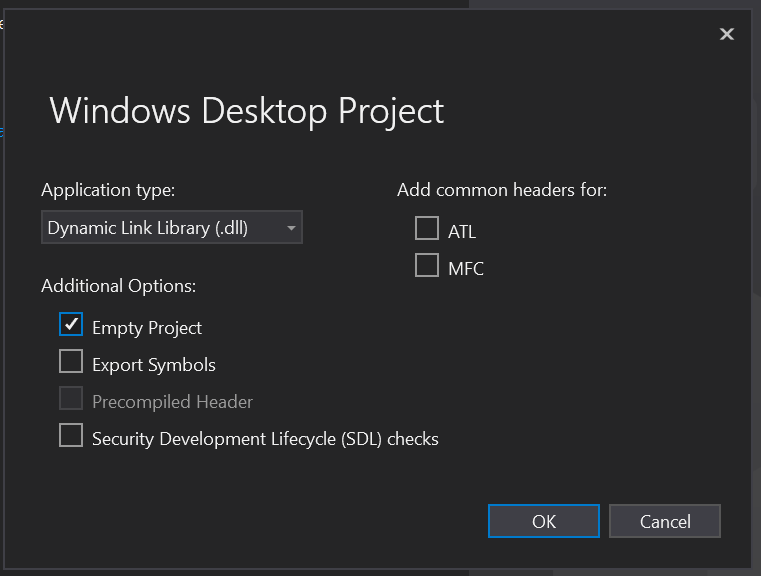 Windows Desktop Project
Application type:
Dynamic Link Library (.dll)
Additional Options:
Empty Project
Export Symbols
Precompiled Header
Security Development Lifecycle (SDL) checks
Add common headers for:
ATL
MFC
OK
Cancel